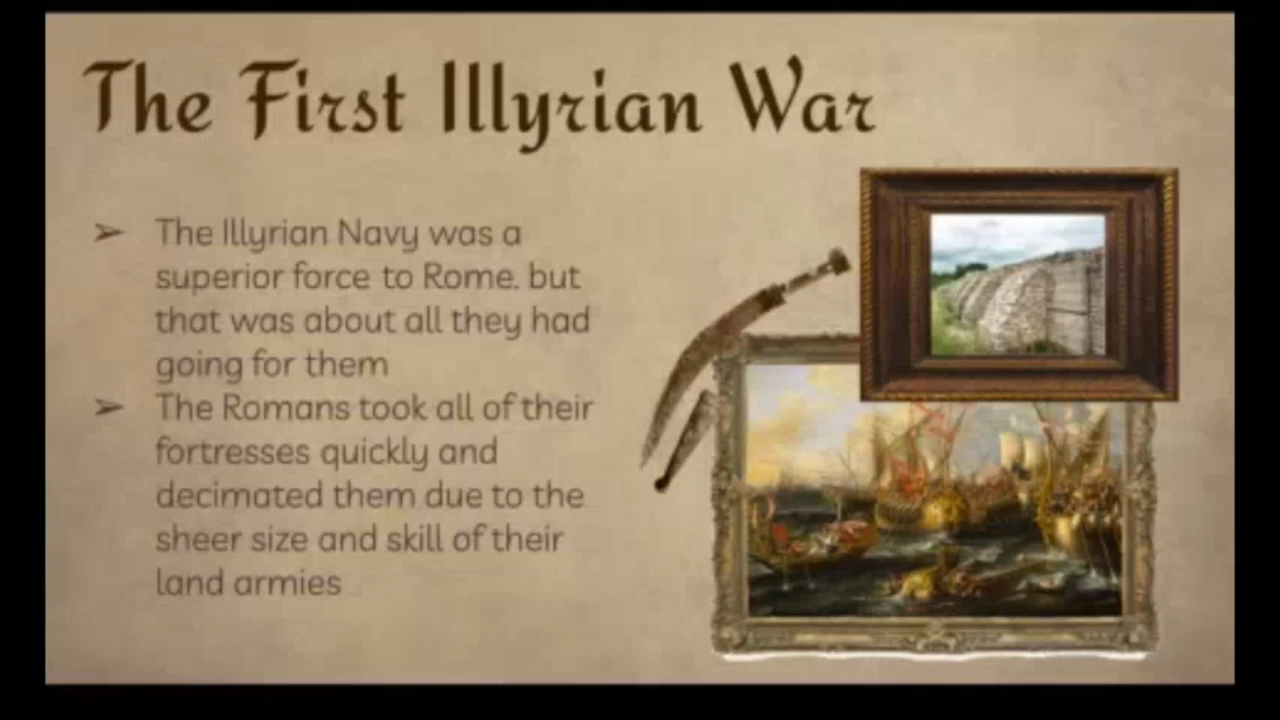 The First Illyrian War
➢ The Illyrian Navy was a
superior force to Rome. but
that was about all they had
going for them
➢ The Romans took all of their
fortresses quickly and
decimated them due to the
sheer size and skill of their
land armies